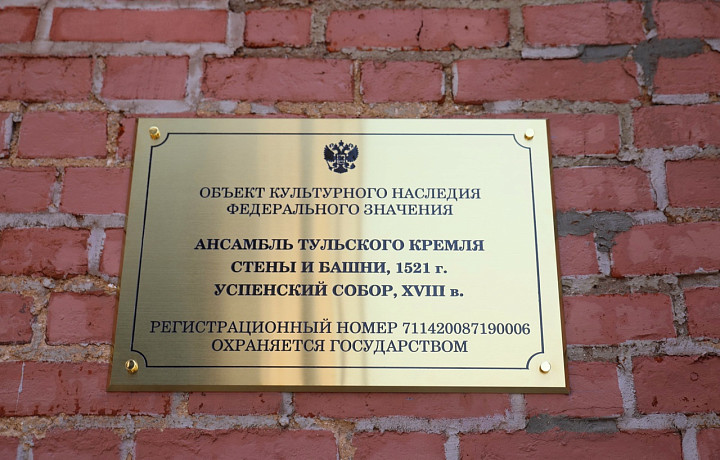 ОБЪЕКТ КУЛЬТУРНОГО НАСЛЕДИЯ
ФЕДЕРАЛЬНОГО ЗНАЧЕНИЯ
АНСАМБЛЬ ТУЛЬСКОГО КРЕМЛЯ
СТЕНЫ И БАШНИ, 1521 г.
УСПЕНСКИЙ СОБОР, XVIII в.
РЕГИСТРАЦИОННЫЙ НОМЕР 711420087190006
ОХРАНЯЕТСЯ ГОСУДАРСТВОМ